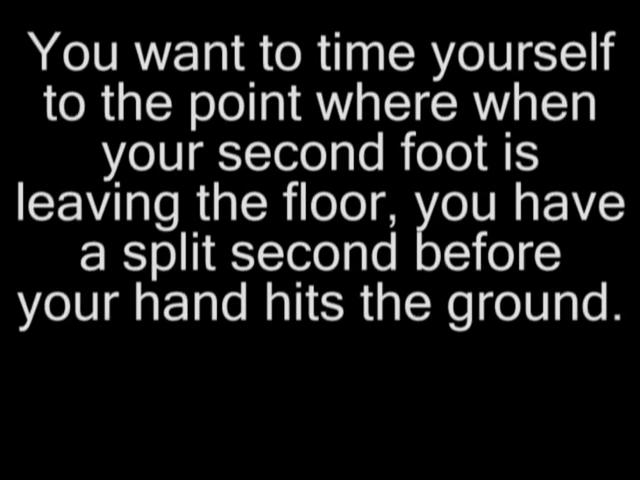 You want to time yourself
to the point where when
your second foot is
leaving the floor, you have
a split second before
your hand hits the ground.